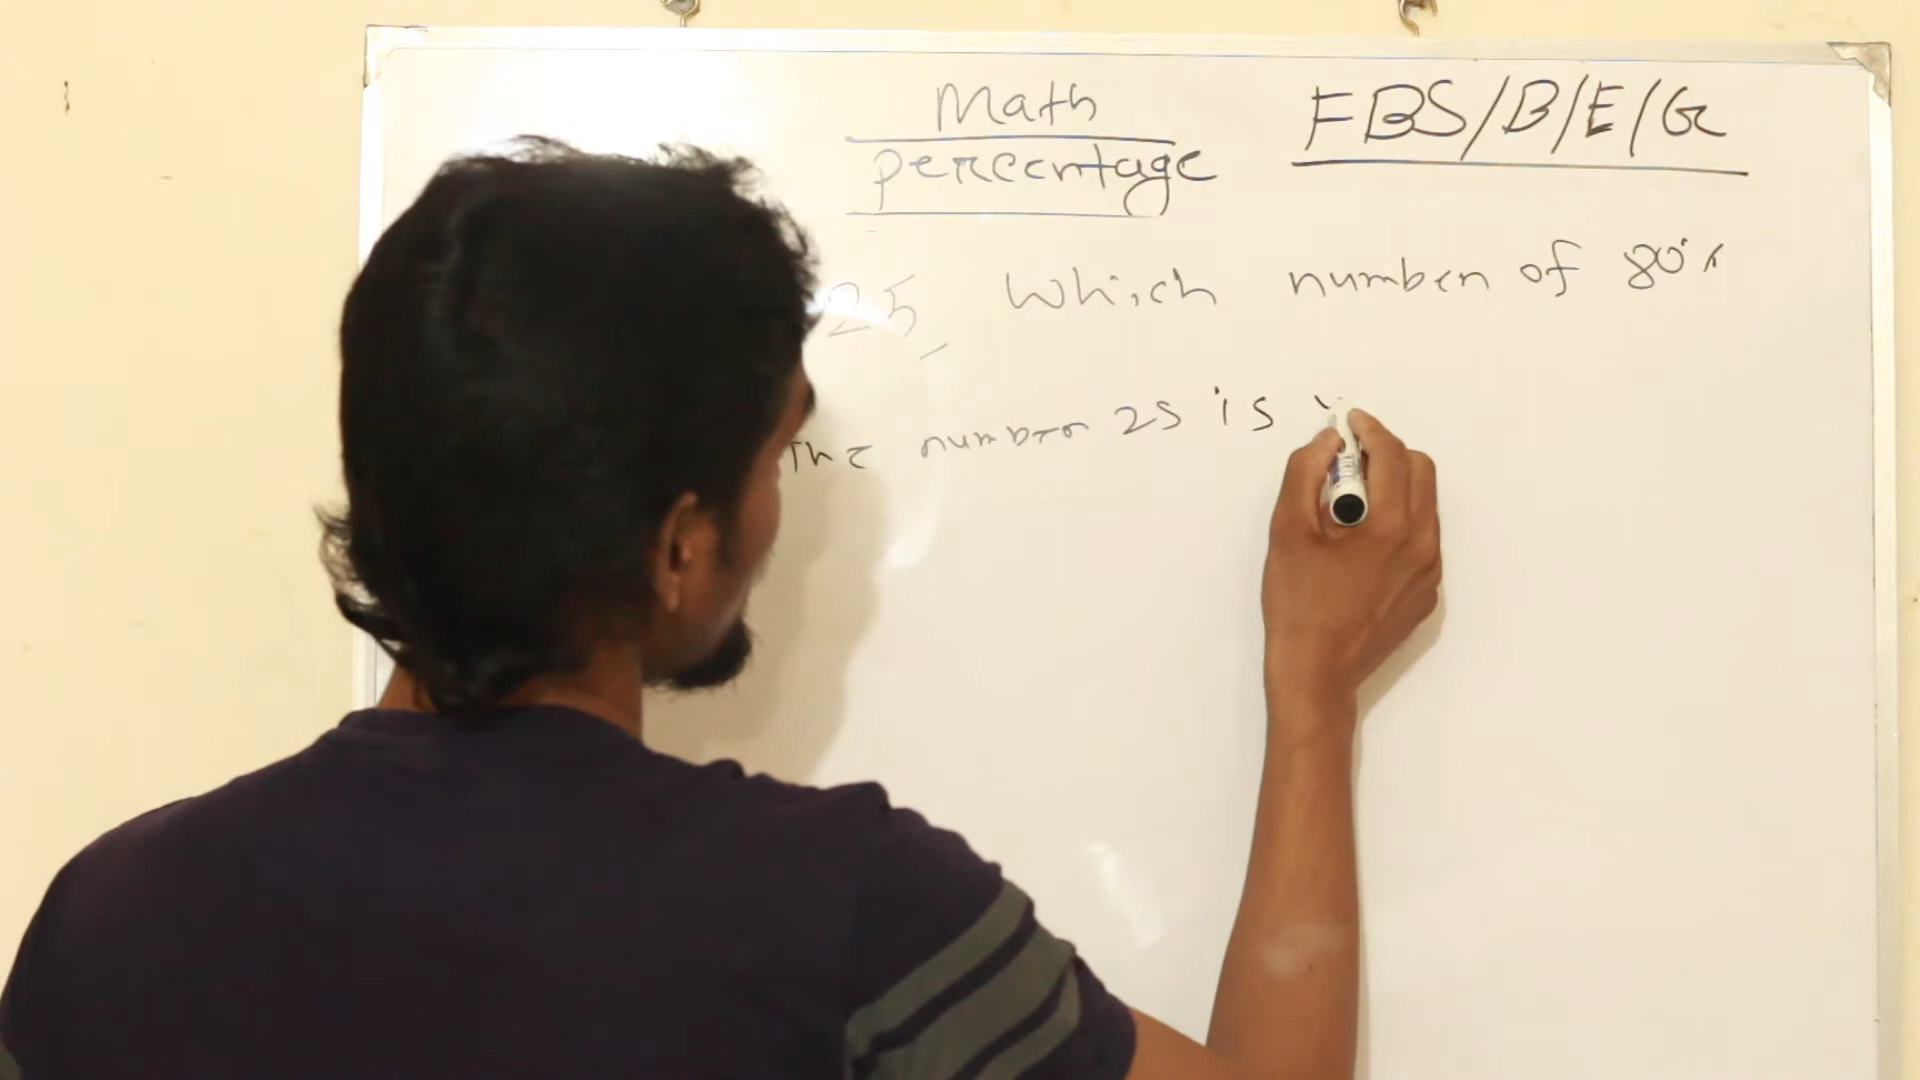 Math
percentage
FBS/B/E/G
25, Which number of 80%
The number 25 is